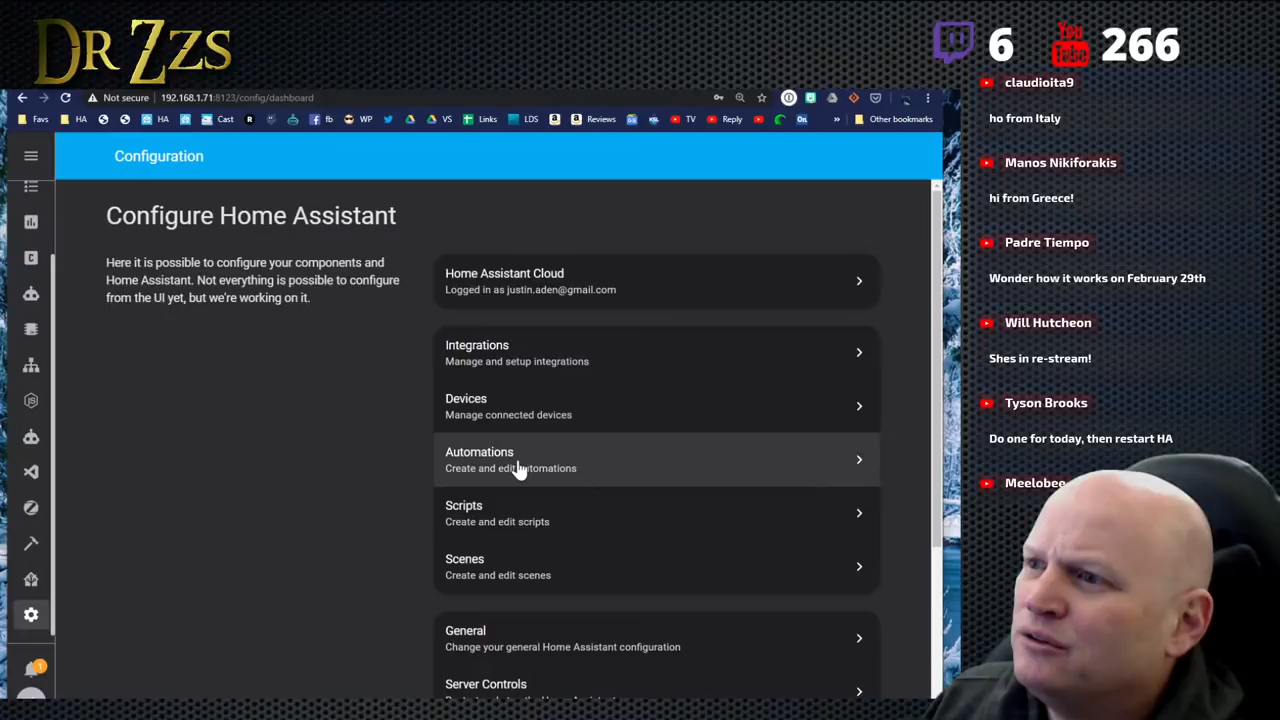 DR ZZS
6
You
Tube
266
Not secure
192.168.1.71:8123/config/dashboard
Favs
HA
HA
Cast
R
fb
WP
VS
Links
LDS
Reviews
TV
Reply
On
Other bookmarks
Configuration
Configure Home Assistant
Here it is possible to configure your components and
Home Assistant. Not everything is possible to configure
from the UI yet, but we're working on it.
Home Assistant Cloud
Logged in as justin.aden@gmail.com
Integrations
Manage and setup integrations
Devices
Manage connected devices
Automations
Create and edit automations
Scripts
Create and edit scripts
Scenes
Create and edit scenes
General
Change your general Home Assistant configuration
Server Controls
1
claudioita9
ho from Italy
Manos Nikiforakis
hi from Greece!
Padre Tiempo
Wonder how it works on February 29th
Will Hutcheon
Shes in re-stream!
Tyson Brooks
Do one for today, then restart HA
Meelobee